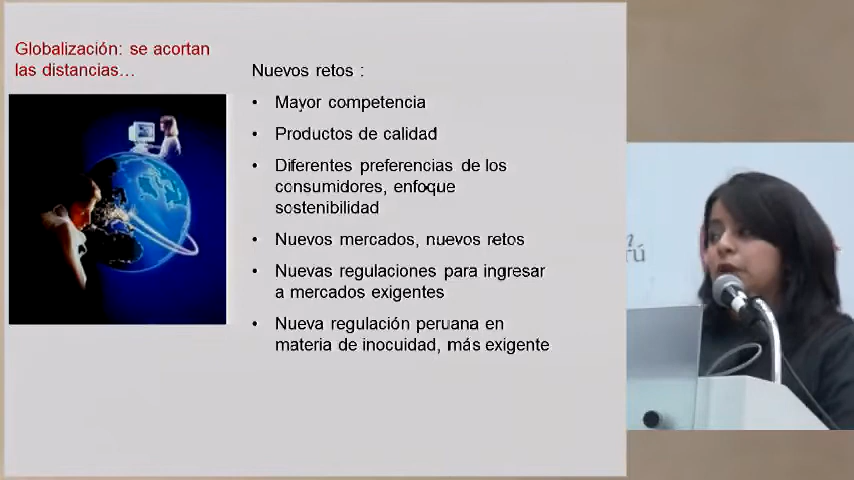 Globalización: se acortan
las distancias…
Nuevos retos :
• Mayor competencia
• Productos de calidad
• Diferentes preferencias de los
consumidores, enfoque
sostenibilidad
• Nuevos mercados, nuevos retos
• Nuevas regulaciones para ingresar
a mercados exigentes
• Nueva regulación peruana en
materia de inocuidad, más exigente